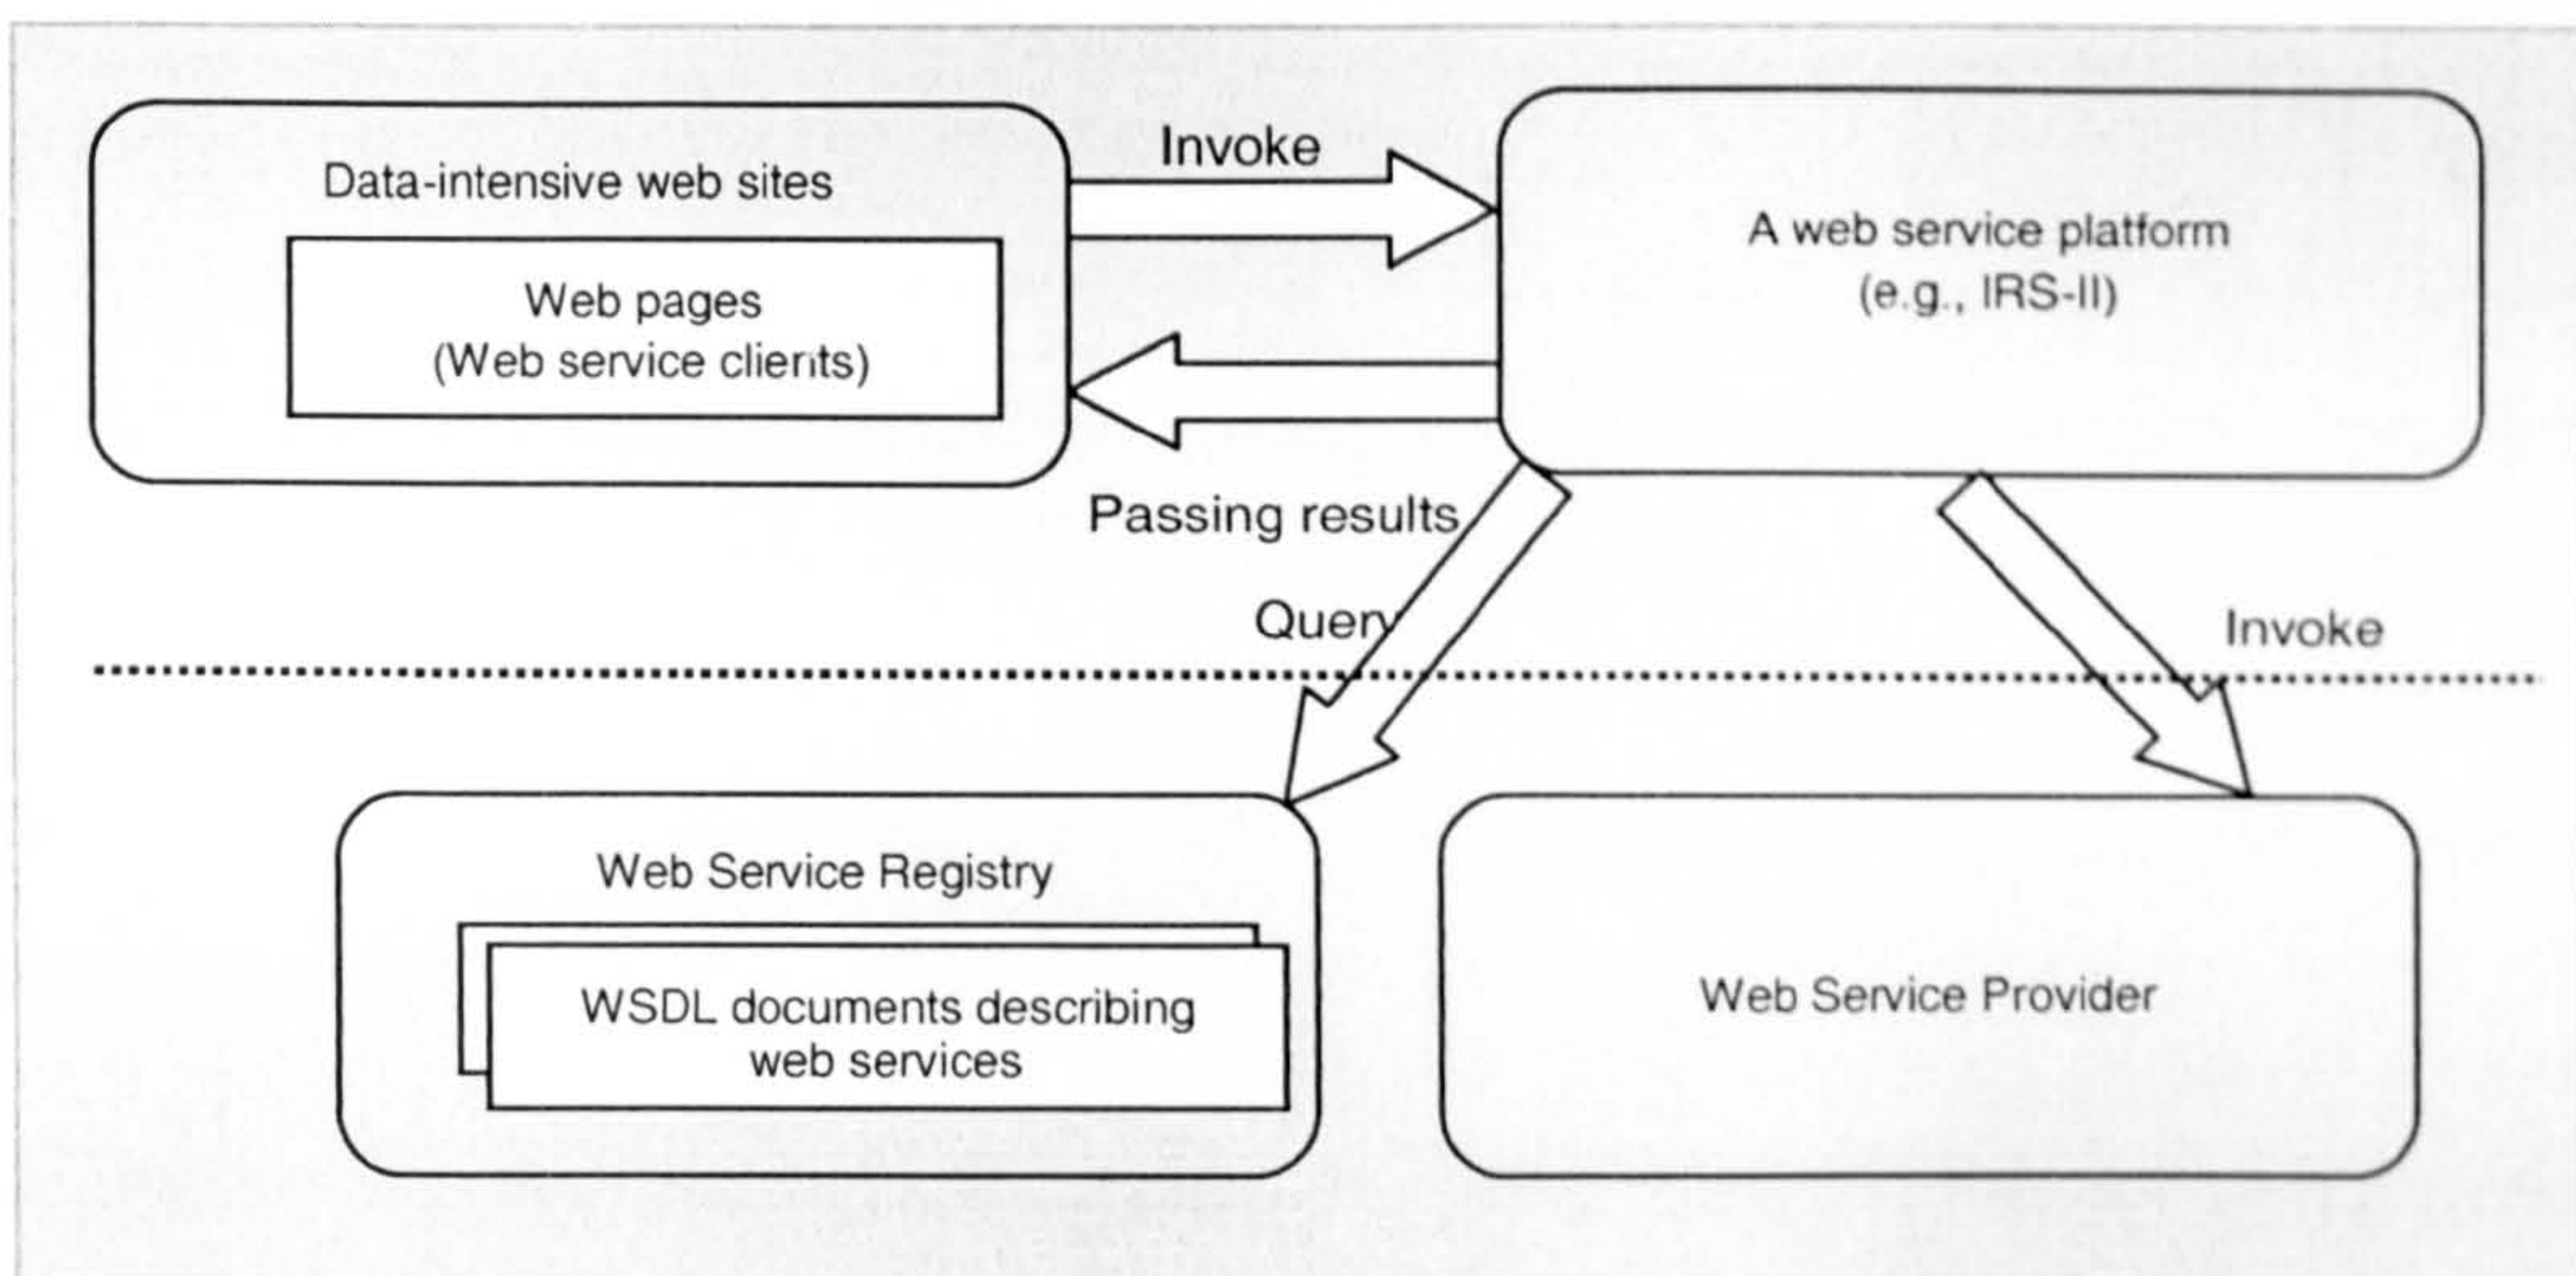 Data-intensive web sites
Web pages
(Web service clients)
Invoke
A web service platform
(e.g., IRS-II)
Passing results
Query
Invoke
Web Service Registry
WSDL documents describing
web services
Web Service Provider